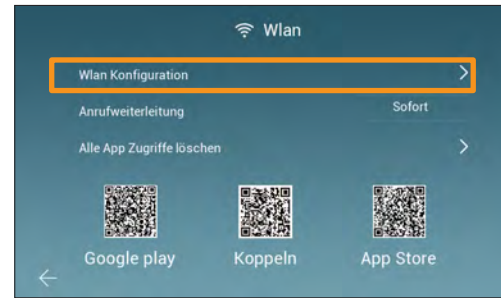 Wlan
Wlan Konfiguration
Anrufweiterleitung Sofort
Alle App Zugriffe löschen
Google play Koppeln App Store